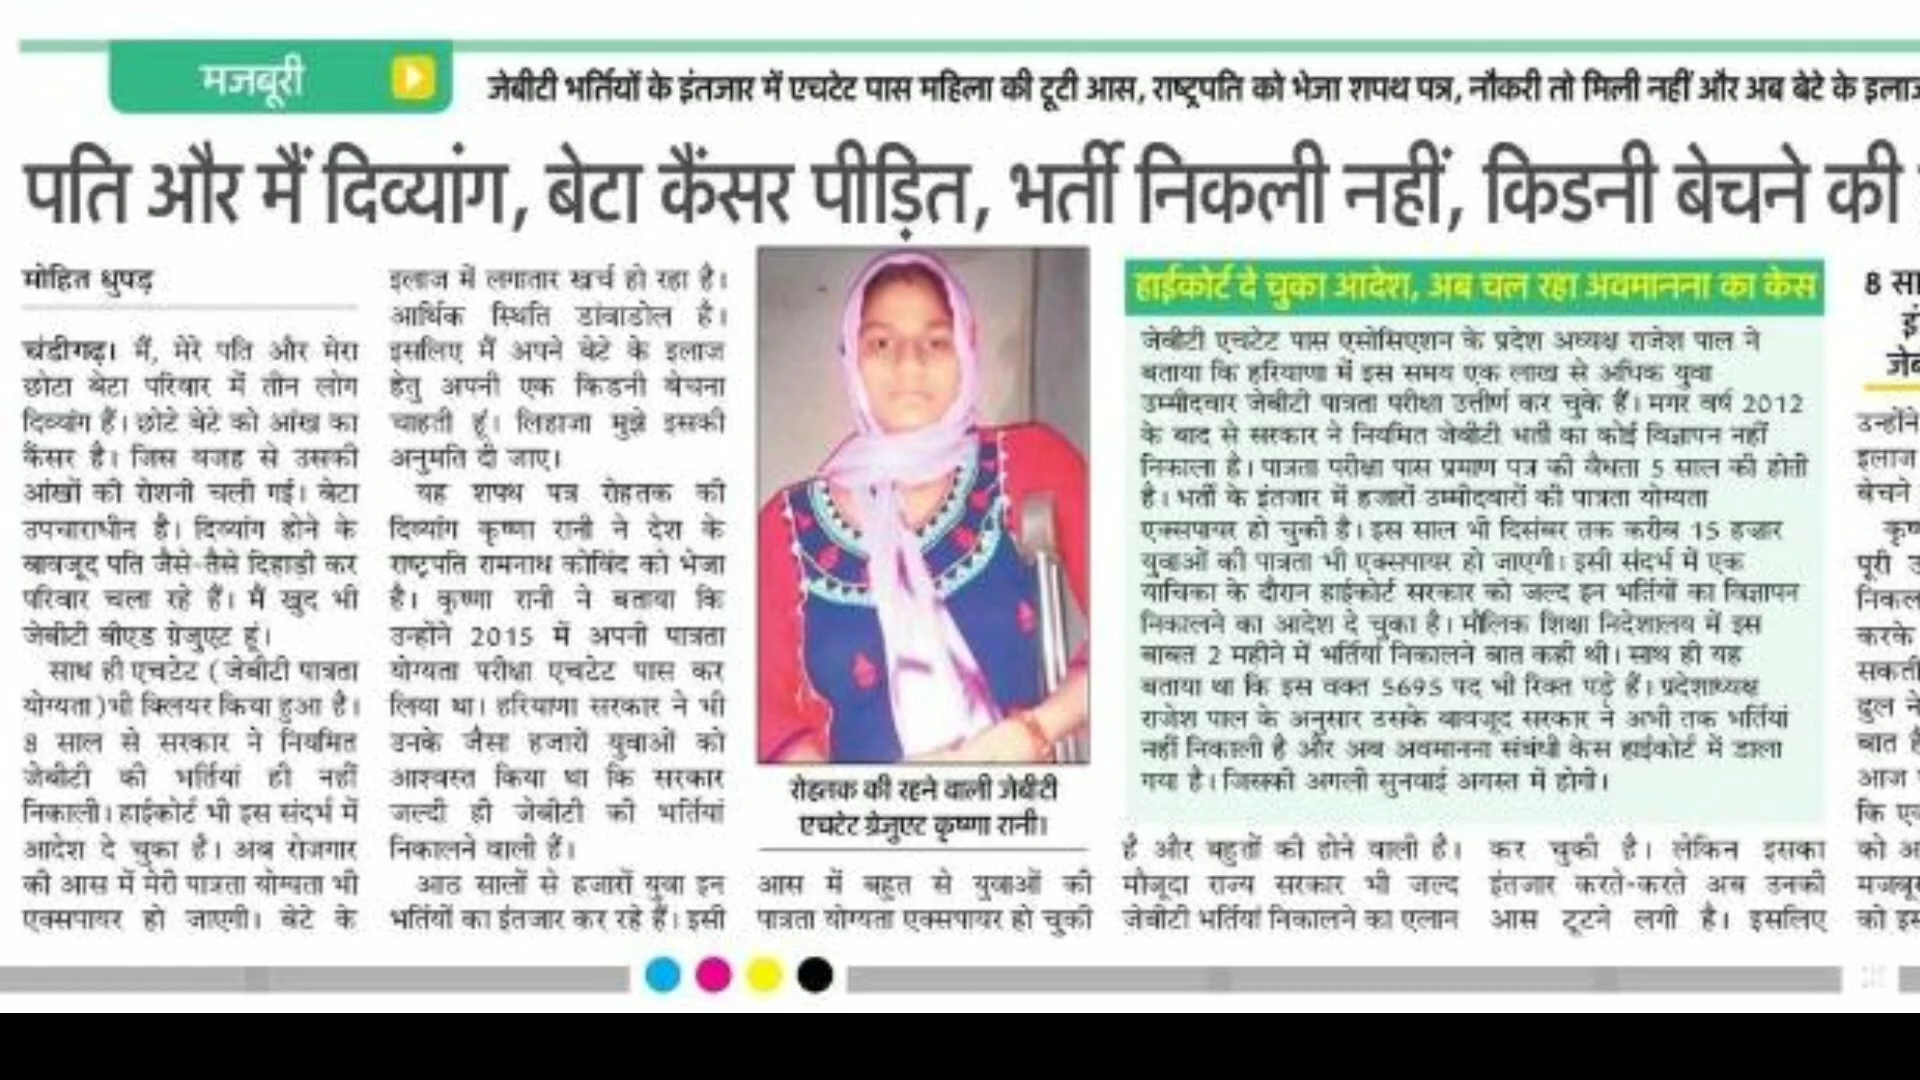 मजबूरी
जेबीटी भर्तियों के इंतजार में एचटेट पास महिला की टूटी आस, राष्ट्रपति को भेजा शपथ पत्र, नौकरी तो मिली नहीं और अब बेटे के इलाज
पति और मैं दिव्यांग, बेटा कैंसर पीड़ित, भर्ती निकली नहीं, किडनी बेचने की
मोहित धुपड़
चंडीगढ़। मैं, मेरे पति और मेरा
छोटा बेटा परिवार में तीन लोग
दिव्यांग हैं। छोटे बेटे को आंख का
कैंसर है। जिस वजह से उसकी
आंखों की रोशनी चली गई। बेटा
उपचाराधीन है। दिव्यांग होने के
बावजूद पति जैसे-तैसे दिहाड़ी कर
परिवार चला रहे हैं। मैं खुद भी
जेबीटी बीएड ग्रेजुएट हूं।
साथ ही एचटेट (जेबीटी पात्रता
योग्यता)भी क्लियर किया हुआ है।
8 साल से सरकार ने नियमित
जेबीटी की भर्तियां ही नहीं
निकाली। हाईकोर्ट भी इस संदर्भ में
आदेश दे चुका है। अब रोजगार
की आस में मेरी पात्रता योग्यता भी
एक्सपायर हो जाएगी। बेटे के
इलाज में लगातार खर्च हो रहा है।
आर्थिक स्थिति डांवाडोल है।
इसलिए मैं अपने बेटे के इलाज
हेतु अपनी एक किडनी बेचना
चाहती हूं। लिहाजा मुझे इसकी
अनुमति दी जाए।
यह शपथ पत्र रोहतक की
दिव्यांग कृष्णा रानी ने देश के
राष्ट्रपति रामनाथ कोविंद को भेजा
है। कृष्णा रानी ने बताया कि
उन्होंने 2015 में अपनी पात्रता
योग्यता परीक्षा एचटेट पास कर
लिया था। हरियाणा सरकार ने भी
उनके जैसा हजारों युवाओं को
आश्वस्त किया था कि सरकार
जल्दी ही जेबीटी की भर्तियां
निकालने वाली हैं।
आठ सालों से हजारों युवा इन
भर्तियों का इंतजार कर रहे हैं। इसी
रोहतक की रहने वाली जेबीटी
एचटेट ग्रेजुएट कृष्णा रानी।
आस में बहुत से युवाओं की
पात्रता योग्यता एक्सपायर हो चुकी
हाईकोर्ट दे चुका आदेश, अब चल रहा अवमानना का केस
जेबीटी एचटेट पास एसोसिएशन के प्रदेश अध्यक्ष राजेश पाल ने
बताया कि हरियाणा में इस समय एक लाख से अधिक युवा
उम्मीदवार जेबीटी पात्रता परीक्षा उत्तीर्ण कर चुके हैं। मगर वर्ष 2012
के बाद से सरकार ने नियमित जेबीटी भर्ती का कोई विज्ञापन नहीं
निकाला है। पात्रता परीक्षा पास प्रमाण पत्र की वैधता 5 साल की होती
है। भर्ती के इंतजार में हजारों उम्मीदवारों की पात्रता योग्यता
एक्सपायर हो चुकी है। इस साल भी दिसंबर तक करीब 15 हजार
युवाओं की पात्रता भी एक्सपायर हो जाएगी। इसी संदर्भ में एक
याचिका के दौरान हाईकोर्ट सरकार को जल्द इन भर्तियों का विज्ञापन
निकालने का आदेश दे चुका है। मौलिक शिक्षा निदेशालय में इस
बाबत 2 महीने में भर्तियां निकालने बात कही थी। साथ ही यह
बताया था कि इस वक्त 5695 पद भी रिक्त पड़े हैं। प्रदेशाध्यक्ष
राजेश पाल के अनुसार उसके बावजूद सरकार ने अभी तक भर्तियां
नहीं निकाली है और अब अवमानना संबंधी केस हाईकोर्ट में डाला
गया है। जिसकी अगली सुनवाई अगस्त में होगी।
है और बहुतों की होने वाली है।
मौजूदा राज्य सरकार भी जल्द
जेबीटी भर्तियां निकालने का एलान
कर चुकी है। लेकिन इसका
इंतजार करते-करते अब उनकी
आस टूटने लगी है। इसलिए
8 सा
जेब
उन्होंने
इलाज
बेचने
कृष्
पूरी
निकल
करके
सकती
दुल ने
बात है
आज
कि एच
को
मजबूर
को इस